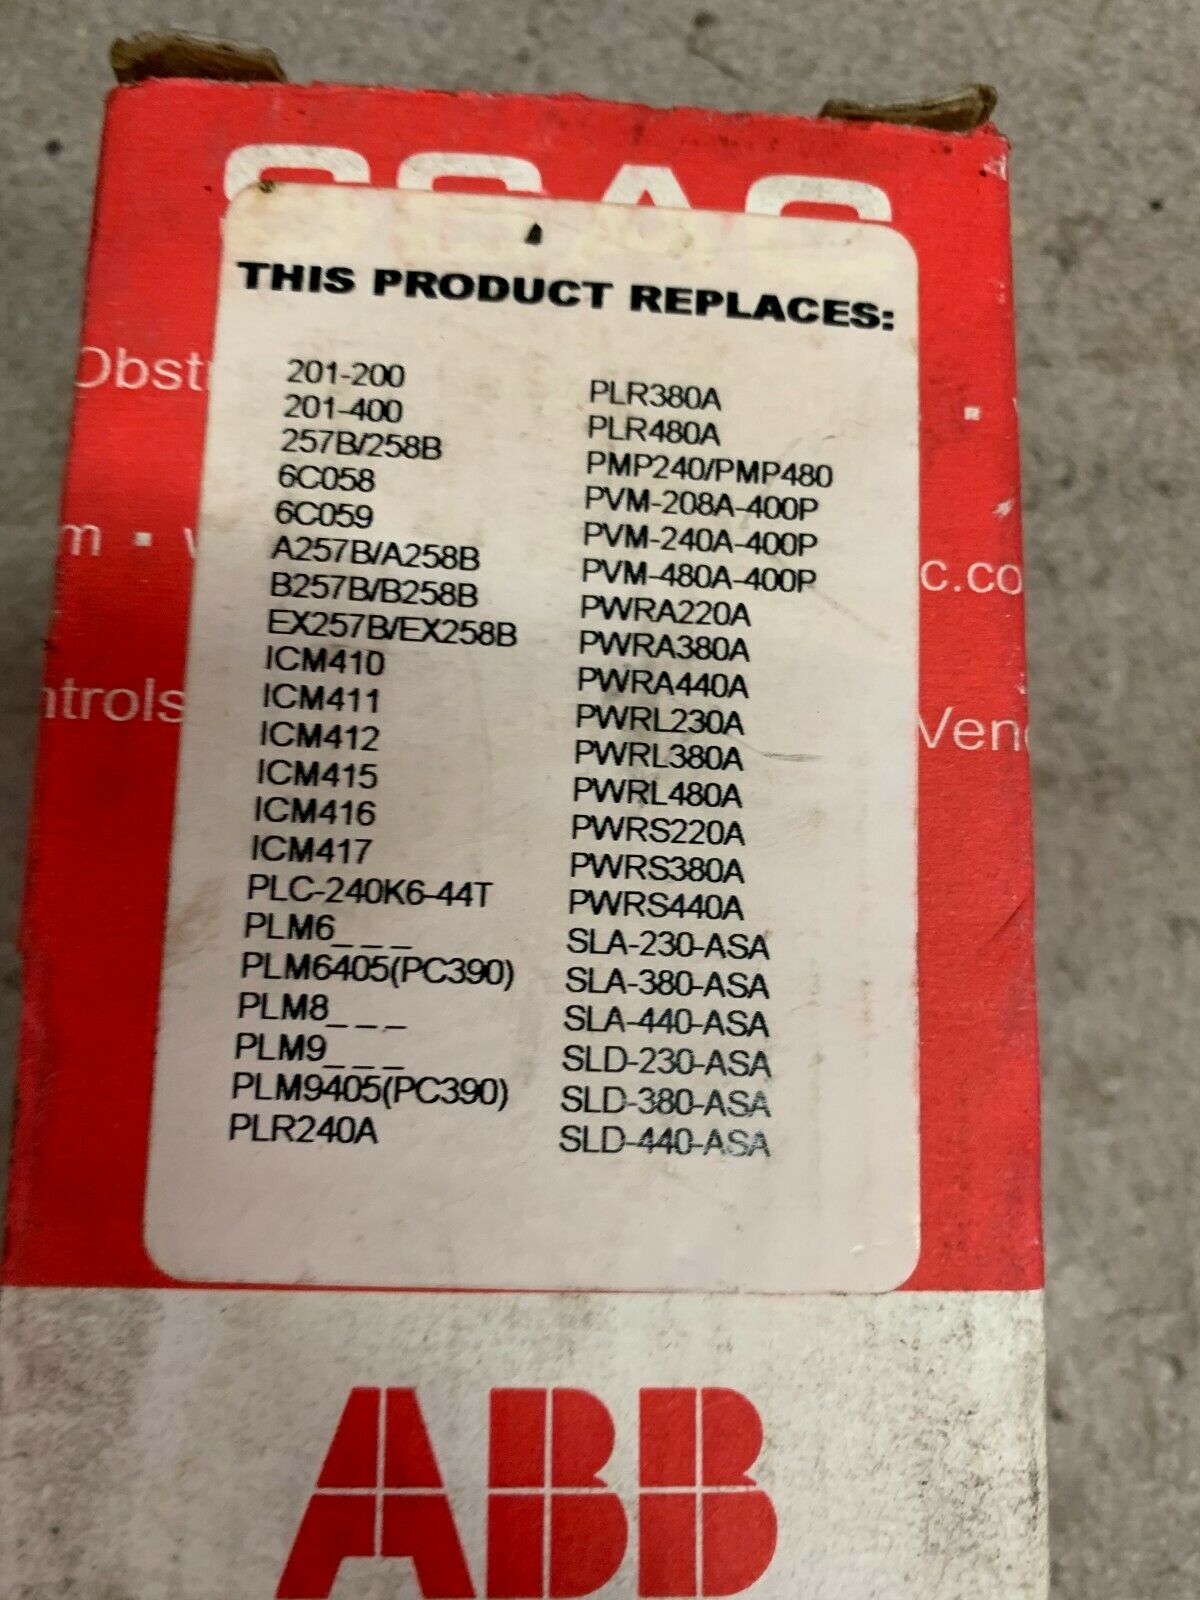 THIS PRODUCT REPLACES:
201-200
201-400
257B/258B
6C058
6C059
A257B/A258B
B257B/B258B
EX257B/EX258B
ICM410
ICM411
ICM412
ICM415
ICM416
ICM417
PLC-240K6-44T
PLM6_ _ _
PLM6405(PC390)
PLM8_ _ _
PLM9_ _ _
PLM9405(PC390)
PLR240A
PLR380A
PLR480A
PMP240/PMP480
PVM-208A-400P
PVM-240A-400P
PVM-480A-400P
PWRA220A
PWRA380A
PWRA440A
PWRL230A
PWRL380A
PWRL480A
PWRS220A
PWRS380A
PWRS440A
SLA-230-ASA
SLA-380-ASA
SLA-440-ASA
SLD-230-ASA
SLD-380-ASA
SLD-440-ASA
ABB